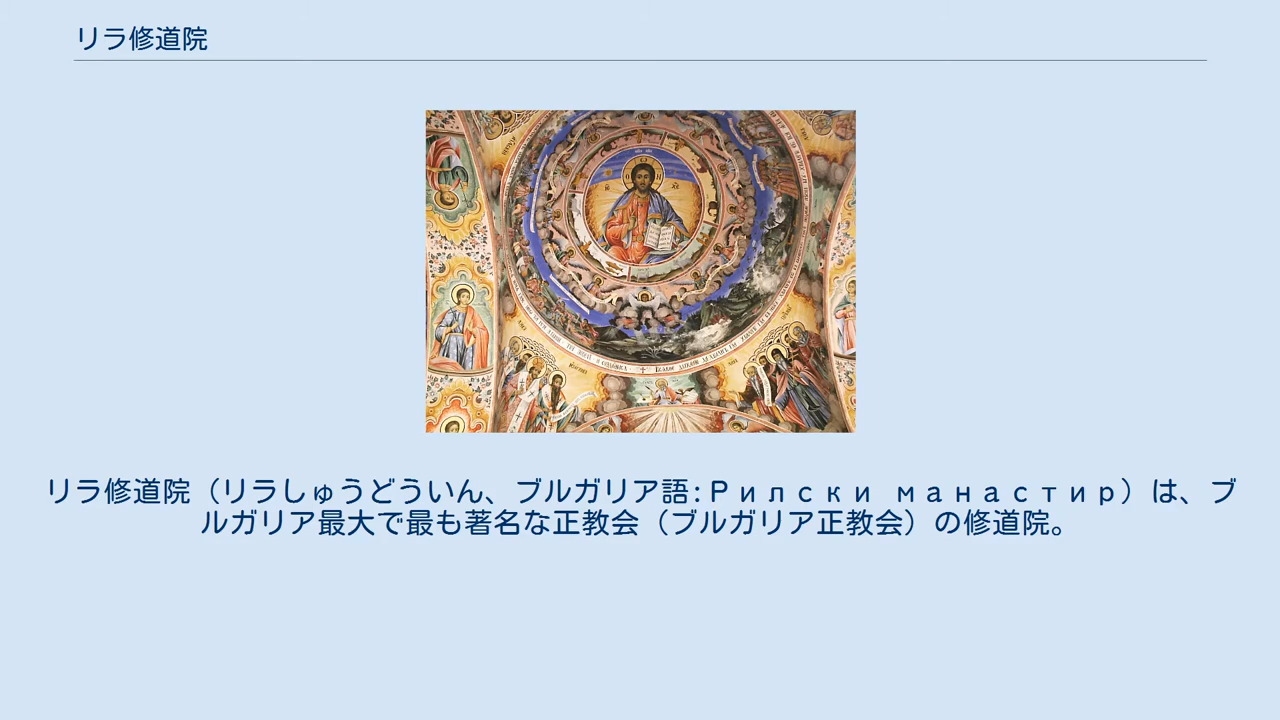 リラ修道院
リラ修道院（リラしゅうどういん、ブルガリア語:Рилски манастир）は、ブ
ルガリア最大で最も著名な正教会（ブルガリア正教会）の修道院。